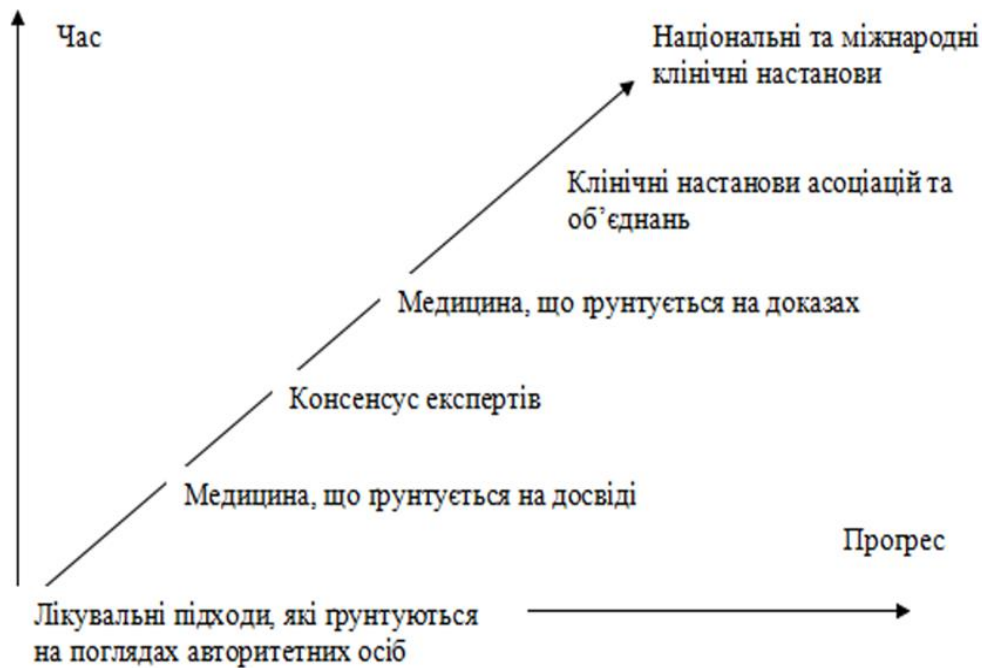 Час
Національні та міжнародні
клінічні настанови
Клінічні настанови асоціацій та
об’єднань
Медицина, що ґрунтується на доказах
Консенсус експертів
Медицина, що ґрунтується на досвіді
Прогрес
Лікувальні підходи, які ґрунтуються
на поглядах авторитетних осіб